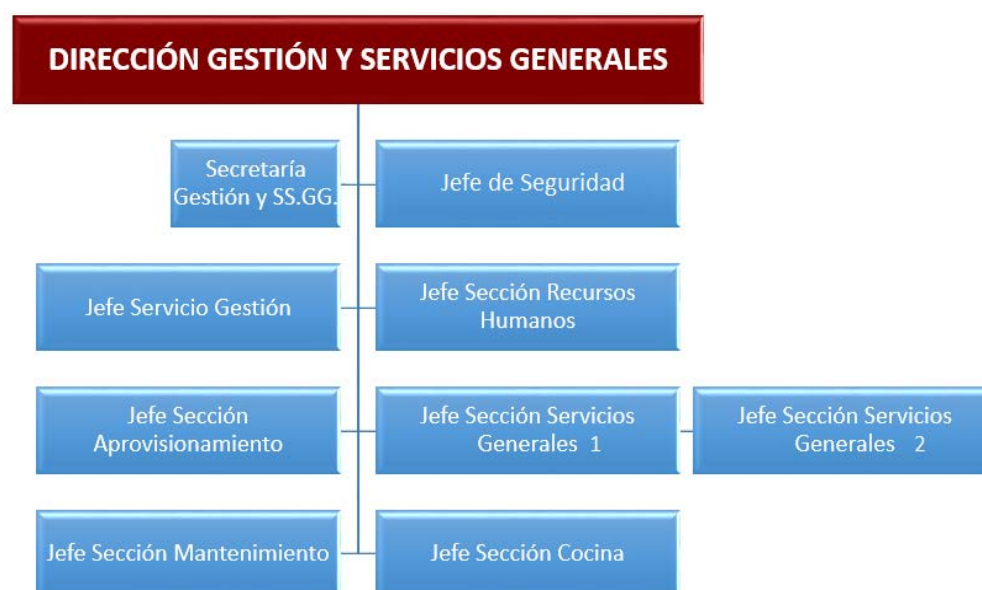 DIRECCIÓN GESTIÓN Y SERVICIOS GENERALES
Secretaría
Gestión y SS.GG.
Jefe de Seguridad
Jefe Servicio Gestión
Jefe Sección Recursos
Humanos
Jefe Sección
Aprovisionamiento
Jefe Sección Servicios
Generales 1
Jefe Sección Servicios
Generales 2
Jefe Sección Mantenimiento
Jefe Sección Cocina